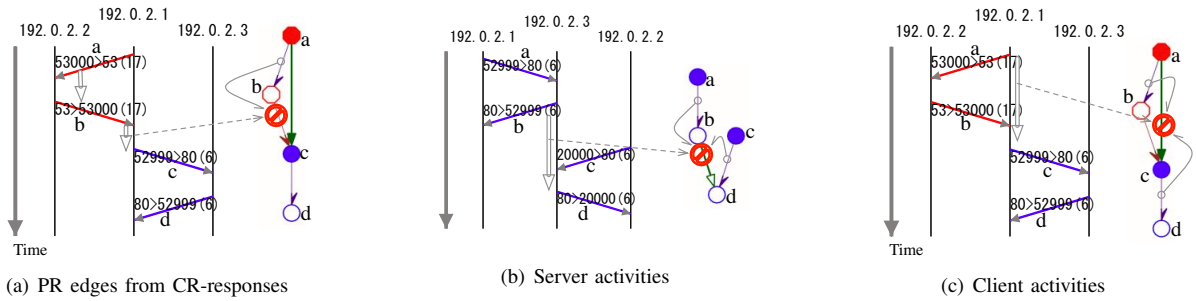 192.0.2.1
192.0.2.2
192.0.2.3
a
53000>53(17)
53>53000(17)
b
52999>80(6)
c
80>52999(6)
d
Time
a
b
c
d
(a) PR edges from CR-responses
192.0.2.3
192.0.2.1
192.0.2.2
a
52999>80(6)
80>52999(6)
b
20000>80(6)
c
80>20000(6)
d
a
b
c
d
(b) Server activities
192.0.2.1
192.0.2.2
192.0.2.3
a
53000>53(17)
53>53000(17)
b
52999>80(6)
c
80>52999(6)
d
Time
a
b
c
d
(c) Client activities